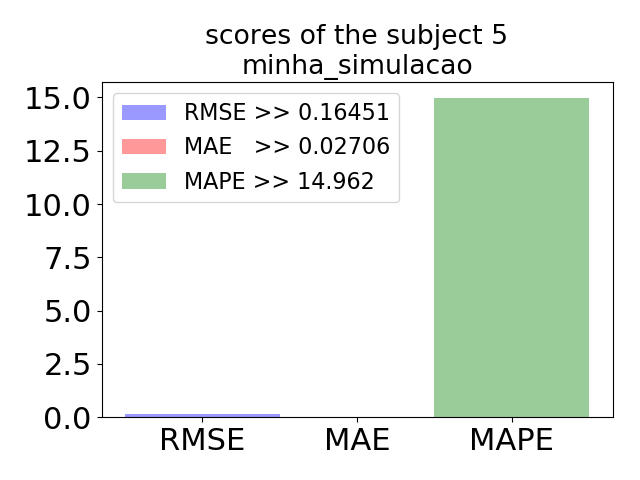 scores of the subject 5
minha_simulacao
15.0
12.5
10.0
7.5
5.0
2.5
0.0
RMSE >> 0.16451
MAE >> 0.02706
MAPE >> 14.962
RMSE MAE MAPE